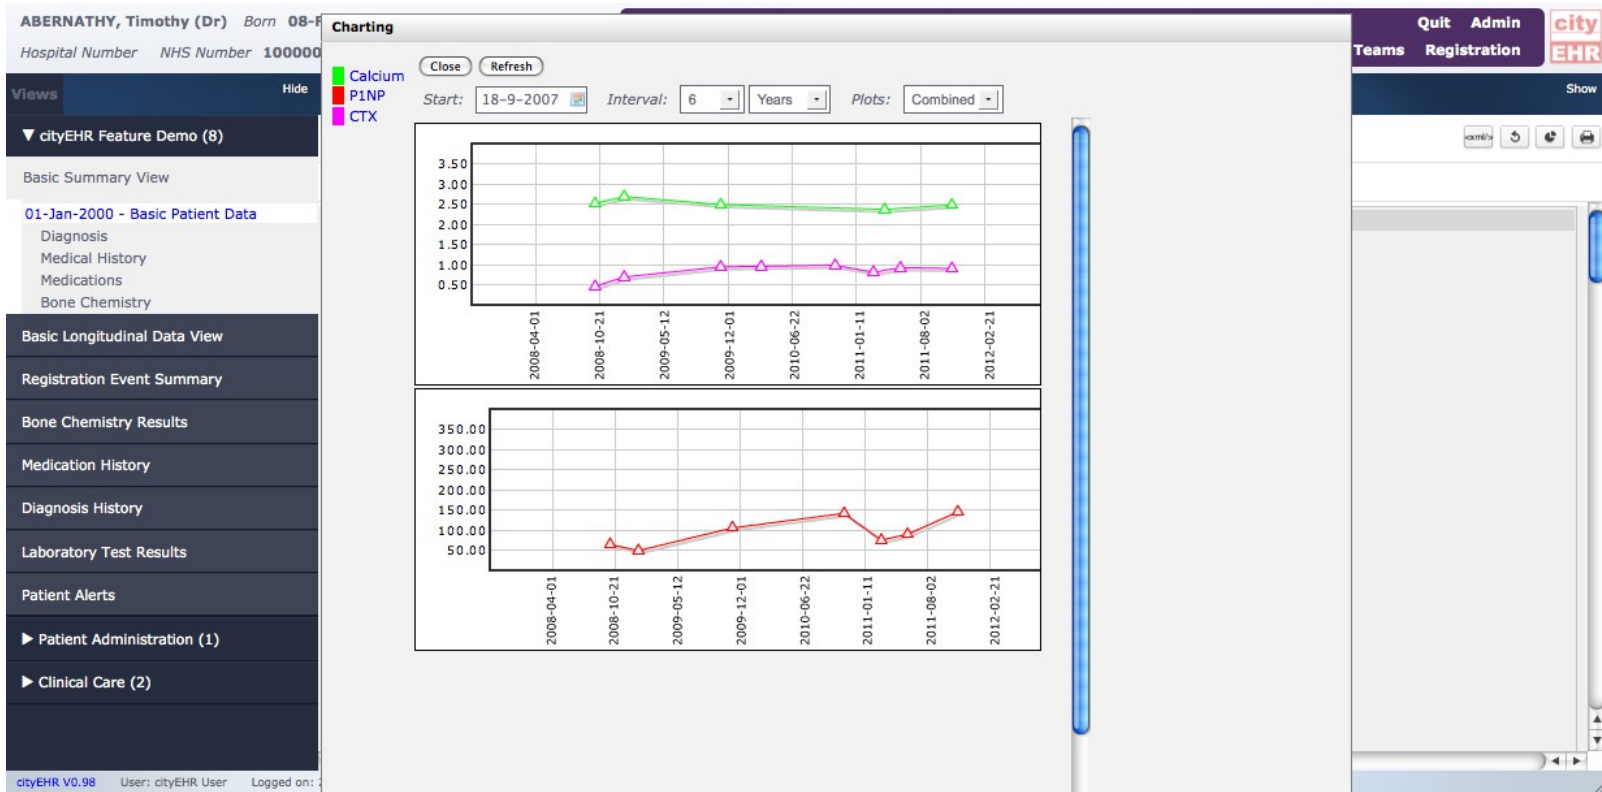 ABERNATHY, Timothy (Dr) Born 08-F
Hospital Number NHS Number 100000
Charting
Quit Admin
Teams Registration
city
EHR
Views Hide
Show
Calcium
P1NP
CTX
Close Refresh
Start: 18-9-2007 Interval: 6 Years Plots: Combined
▼ cityEHR Feature Demo (8)
Basic Summary View
01-Jan-2000 - Basic Patient Data
Diagnosis
Medical History
Medications
Bone Chemistry
Basic Longitudinal Data View
Registration Event Summary
Bone Chemistry Results
Medication History
Diagnosis History
Laboratory Test Results
Patient Alerts
▶ Patient Administration (1)
▶ Clinical Care (2)
<xml/>
3.50
3.00
2.50
2.00
1.50
1.00
0.50
2008-04-01
2008-10-21
2009-05-12
2009-12-01
2010-06-22
2011-01-11
2011-08-02
2012-02-21
350.00
300.00
250.00
200.00
150.00
100.00
50.00
2008-04-01
2008-10-21
2009-05-12
2009-12-01
2010-06-22
2011-01-11
2011-08-02
2012-02-21
cityEHR V0.98 User: cityEHR User Logged on: